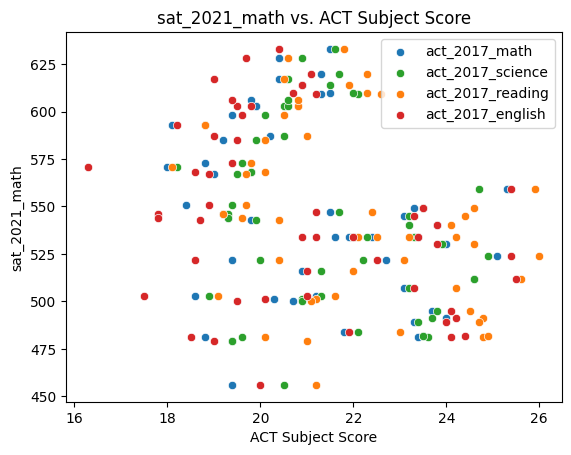 sat_2021_math vs. ACT Subject Score
act_2017_math
act_2017_science
act_2017_reading
act_2017_english
625
600
575
550
525
500
475
450
sat_2021_math
16 18 20 22 24 26
ACT Subject Score